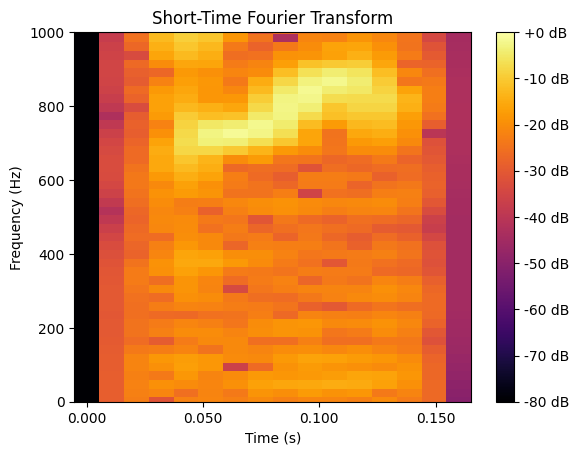 Short-Time Fourier Transform
1000
800
600
400
200
0
Frequency (Hz)
0.000
0.050
0.100
0.150
Time (s)
+0 dB
-10 dB
-20 dB
-30 dB
-40 dB
-50 dB
-60 dB
-70 dB
-80 dB